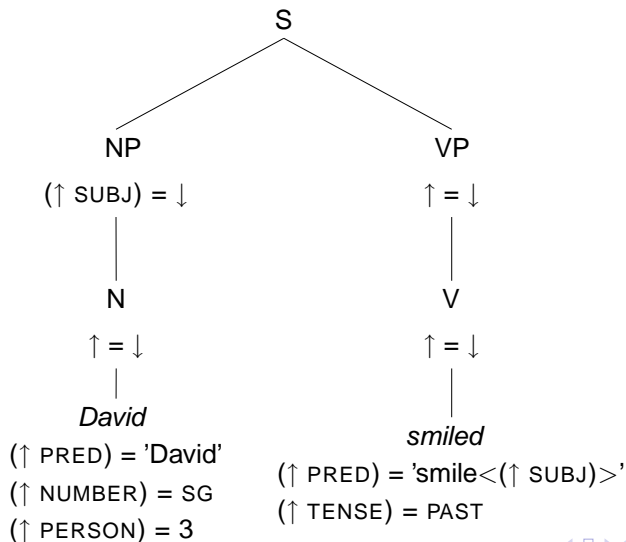 S
NP VP
(↑ SUBJ) = ↓ ↑ = ↓
N V
↑ = ↓ ↑ = ↓
David
smiled
(↑ PRED) = 'David'
(↑ PRED) = 'smile<(↑ SUBJ)>'
(↑ NUMBER) = SG
(↑ TENSE) = PAST
(↑ PERSON) = 3